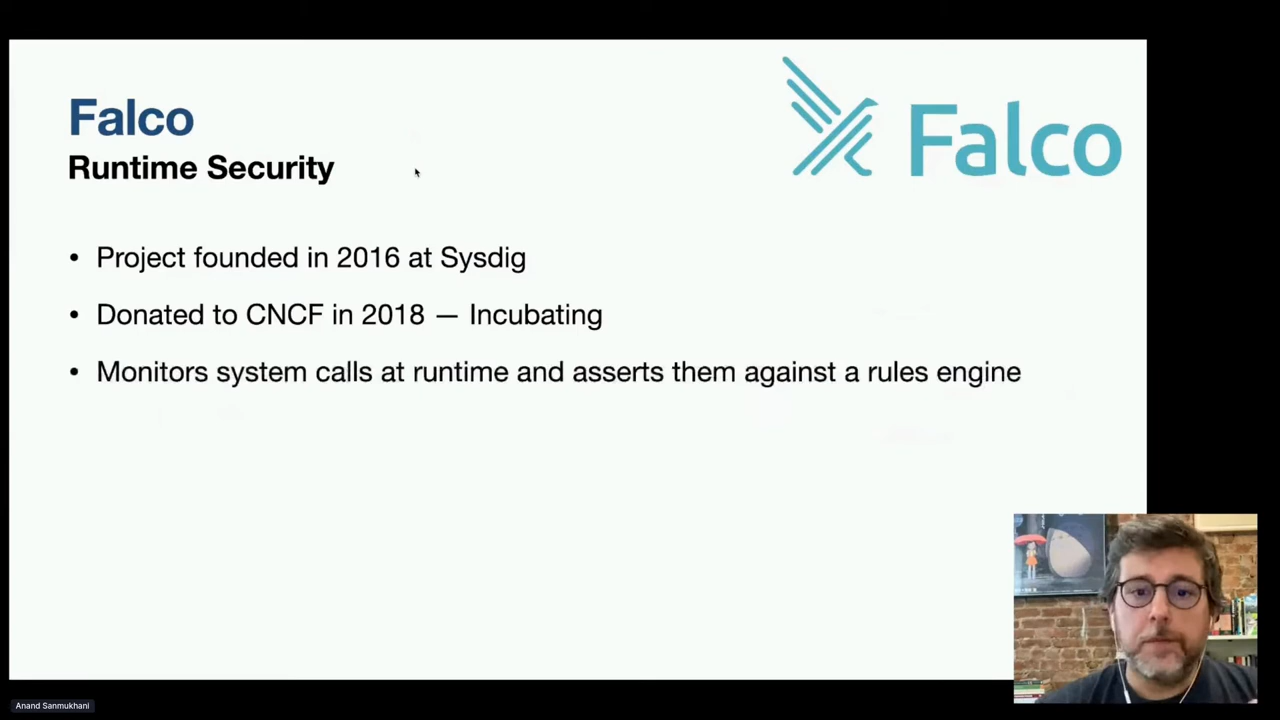 Falco
Falco
Runtime Security
• Project founded in 2016 at Sysdig
• Donated to CNCF in 2018 — Incubating
• Monitors system calls at runtime and asserts them against a rules engine
Anand Sanmukhani